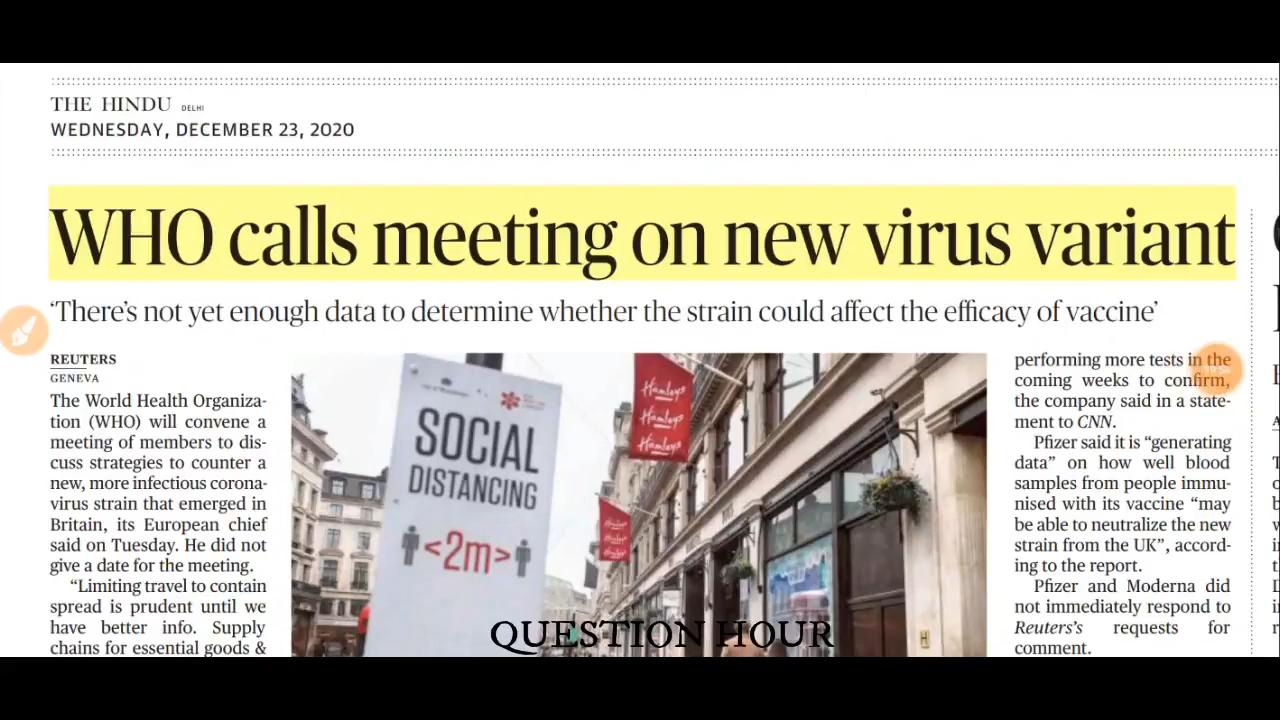 THE HINDU DELHI
WEDNESDAY, DECEMBER 23, 2020
WHO calls meeting on new virus variant
‘There’s not yet enough data to determine whether the strain could affect the efficacy of vaccine’
REUTERS
GENEVA
The World Health Organiza-
tion (WHO) will convene a
meeting of members to dis-
cuss strategies to counter a
new, more infectious corona-
virus strain that emerged in
Britain, its European chief
said on Tuesday. He did not
give a date for the meeting.
“Limiting travel to contain
spread is prudent until we
have better info. Supply
chains for essential goods &
SOCIAL
DISTANCING
<2m>
Hamleys
Hamleys
Hamleys
Hamleys
Hamleys
Hamleys
performing more tests in the
coming weeks to confirm,
the company said in a state-
ment to CNN.
Pfizer said it is “generating
data” on how well blood
samples from people immu-
nised with its vaccine “may
be able to neutralize the new
strain from the UK”, accord-
ing to the report.
Pfizer and Moderna did
not immediately respond to
Reuters’s requests for
comment.
QUESTION HOUR